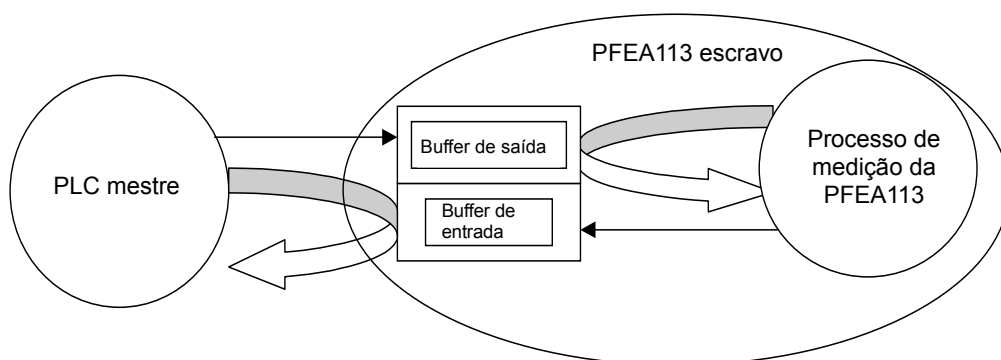 PFEA113 escravo
PLC mestre
Buffer de saída
Buffer de
entrada
Processo de
medição da
PFEA113